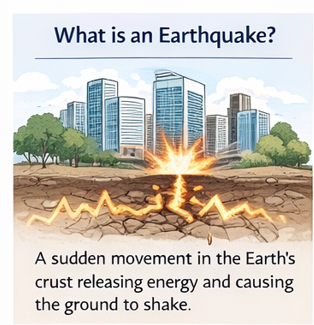 What is an Earthquake?
A sudden movement in the Earth's
crust releasing energy and causing
the ground to shake.